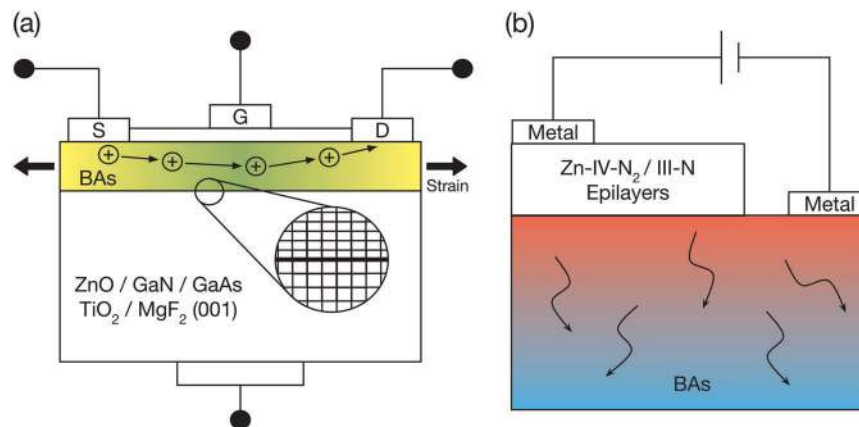 (a)
(b)
S
G
D
BAs
Strain
ZnO / GaN / GaAs
TiO₂ / MgF₂ (001)
Metal
Zn-IV-N₂ / III-N
Epilayers
Metal
BAs